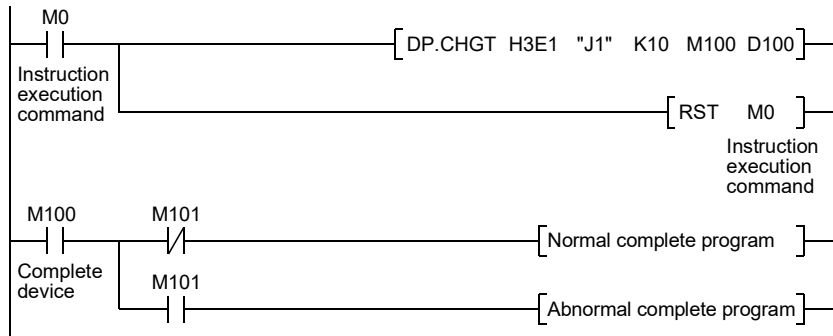 M0
DP.CHGT H3E1 "J1" K10 M100 D100
Instruction
execution
command
RST M0
Instruction
execution
command
M100 M101
Normal complete program
Complete
device
M101
Abnormal complete program